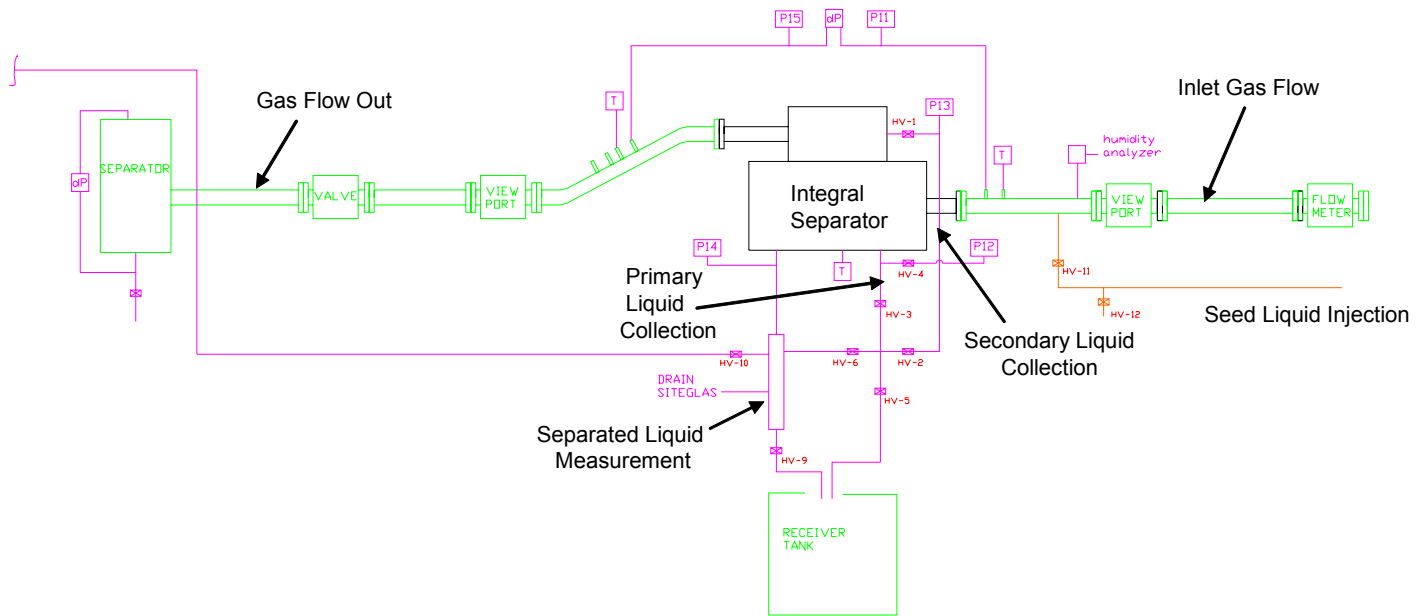 P15
dP
P11
Inlet Gas Flow
Gas Flow Out
T
P13
HV-1
humidity
analyzer
T
SEPARATOR
dP
VALVE
VIEW
PORT
Integral
Separator
VIEW
PORT
FLOW
METER
P14
T
P12
HV-4
HV-11
Primary
Liquid
Collection
HV-3
HV-12
Seed Liquid Injection
Secondary Liquid
Collection
HV-10
HV-6
HV-2
DRAIN
SITEGLAS
HV-5
Separated Liquid
Measurement
HV-9
RECEIVER
TANK